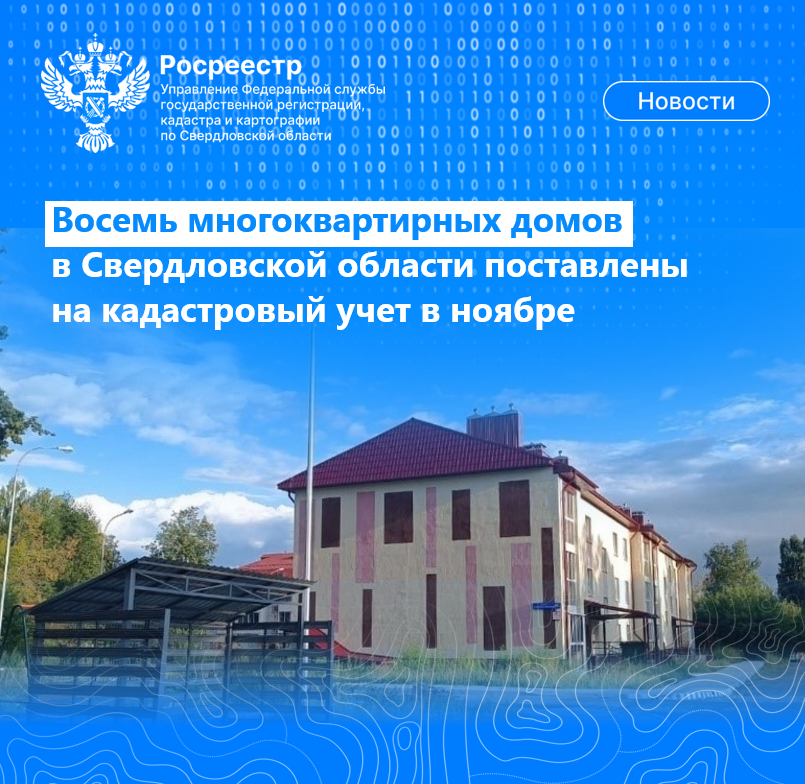 Росреестр
Управление Федеральной службы
государственной регистрации,
кадастра и картографии
по Свердловской области
Новости
Восемь многоквартирных домов
в Свердловской области поставлены
на кадастровый учет в ноябре